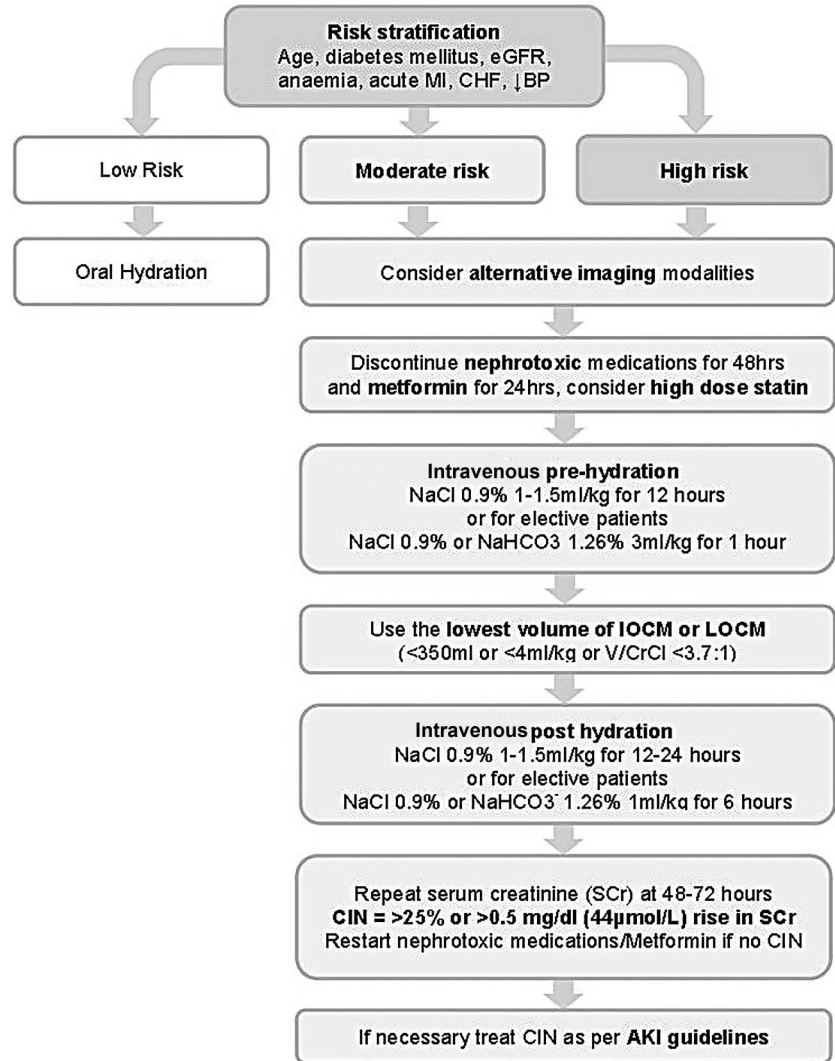 Risk stratification
Age, diabetes mellitus, eGFR,
anaemia, acute MI, CHF, ↓BP
Low Risk
Moderate risk
High risk
Oral Hydration
Consider alternative imaging modalities
Discontinue nephrotoxic medications for 48hrs
and metformin for 24hrs, consider high dose statin
Intravenous pre-hydration
NaCl 0.9% 1-1.5ml/kg for 12 hours
or for elective patients
NaCl 0.9% or NaHCO3 1.26% 3ml/kg for 1 hour
Use the lowest volume of IOCM or LOCM
(<350ml or <4ml/kg or V/CrCl <3.7:1)
Intravenous post hydration
NaCl 0.9% 1-1.5ml/kg for 12-24 hours
or for elective patients
NaCl 0.9% or NaHCO3⁻ 1.26% 1ml/kg for 6 hours
Repeat serum creatinine (SCr) at 48-72 hours
CIN = >25% or >0.5 mg/dl (44µmol/L) rise in SCr
Restart nephrotoxic medications/Metformin if no CIN
If necessary treat CIN as per AKI guidelines